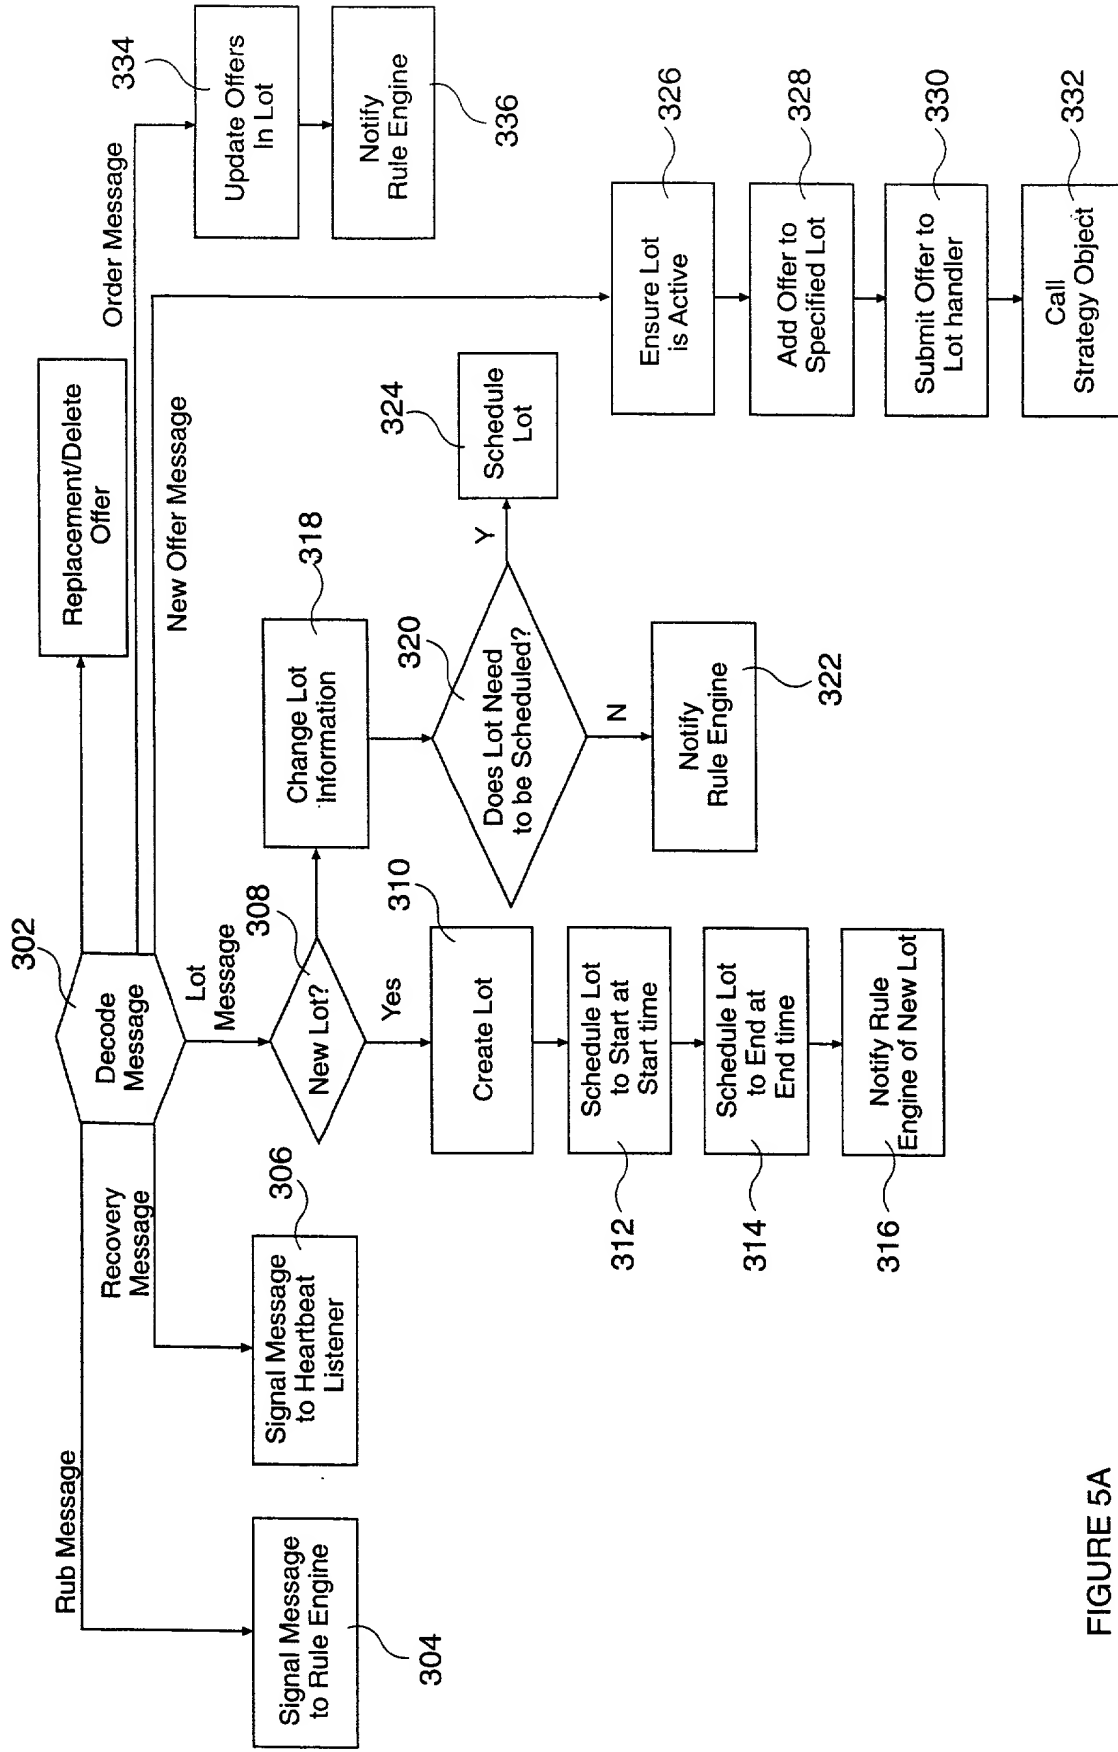 302
Decode
Message
Rub Message
Signal Message
to Rule Engine
304
Recovery
Message
Signal Message
to Heartbeat
Listener
306
Lot
Message
308
New Lot?
Yes
310
Create Lot
Schedule Lot
to Start at
Start time
312
Schedule Lot
to End at
End time
314
Notify Rule
Engine of New Lot
316
Change Lot
Information
318
320
Does Lot Need
to be Scheduled?
Y
Schedule
Lot
324
N
Notify
Rule Engine
322
Replacement/Delete
Offer
New Offer Message
Ensure Lot
is Active
326
Add Offer to
Specified Lot
328
Submit Offer to
Lot handler
330
Call
Strategy Object
332
Order Message
334
Update Offers
In Lot
Notify
Rule Engine
336
FIGURE 5A